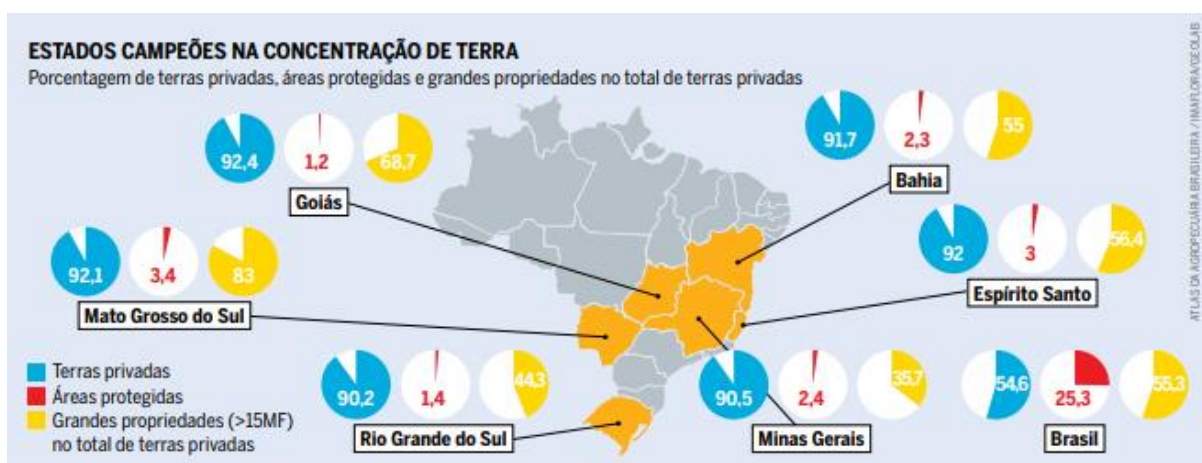 ESTADOS CAMPEÕES NA CONCENTRAÇÃO DE TERRA
Porcentagem de terras privadas, áreas protegidas e grandes propriedades no total de terras privadas
92,4 1,2 68,7
Goiás
91,7 2,3 55
Bahia
92,1 3,4 83
Mato Grosso do Sul
92 3 56,4
Espírito Santo
90,2 1,4 44,3
Rio Grande do Sul
90,5 2,4 35,7
Minas Gerais
54,6 25,3 55,3
Brasil
Terras privadas
Áreas protegidas
Grandes propriedades (>15MF)
no total de terras privadas
ATLAS DA AGROPECUÁRIA BRASILEIRA / IMAFLORA/GEOLAB